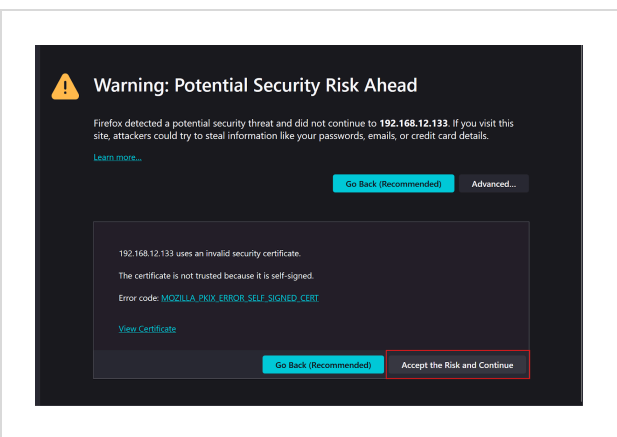 Warning: Potential Security Risk Ahead
Firefox detected a potential security threat and did not continue to 192.168.12.133. If you visit this
site, attackers could try to steal information like your passwords, emails, or credit card details.
Learn more...
Go Back (Recommended)
Advanced...
192.168.12.133 uses an invalid security certificate.
The certificate is not trusted because it is self-signed.
Error code: MOZILLA_PKIX_ERROR_SELF_SIGNED_CERT
View Certificate
Go Back (Recommended)
Accept the Risk and Continue